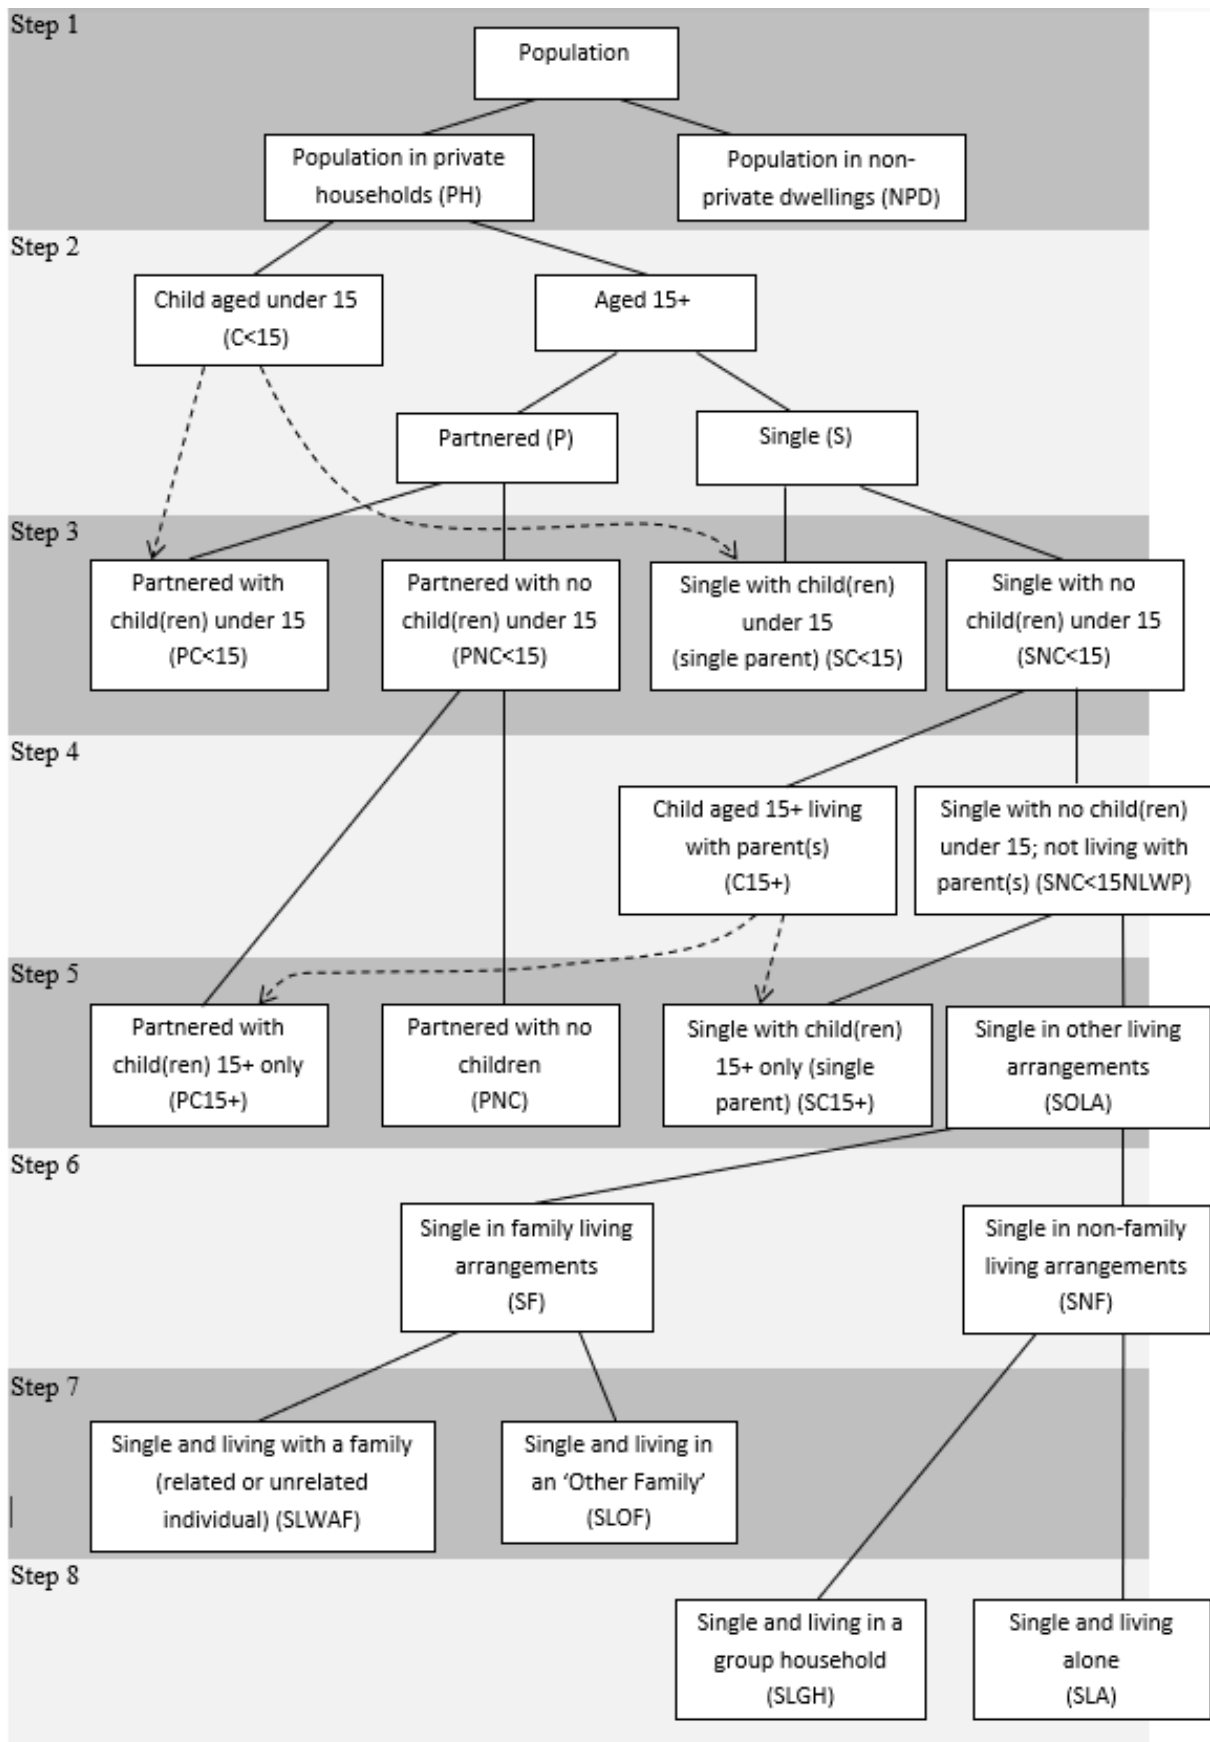 Step 1
Population
Population in private
households (PH)
Population in non-
private dwellings (NPD)
Step 2
Child aged under 15
(C<15)
Aged 15+
Partnered (P)
Single (S)
Step 3
Partnered with
child(ren) under 15
(PC<15)
Partnered with no
child(ren) under 15
(PNC<15)
Single with child(ren)
under 15
(single parent) (SC<15)
Single with no
child(ren) under 15
(SNC<15)
Step 4
Child aged 15+ living
with parent(s)
(C15+)
Single with no child(ren)
under 15; not living with
parent(s) (SNC<15NLWP)
Step 5
Partnered with
child(ren) 15+ only
(PC15+)
Partnered with no
children
(PNC)
Single with child(ren)
15+ only (single
parent) (SC15+)
Single in other living
arrangements
(SOLA)
Step 6
Single in family living
arrangements
(SF)
Single in non-family
living arrangements
(SNF)
Step 7
Single and living with a family
(related or unrelated
individual) (SLWAF)
Single and living in
an ‘Other Family’
(SLOF)
Step 8
Single and living in a
group household
(SLGH)
Single and living
alone
(SLA)